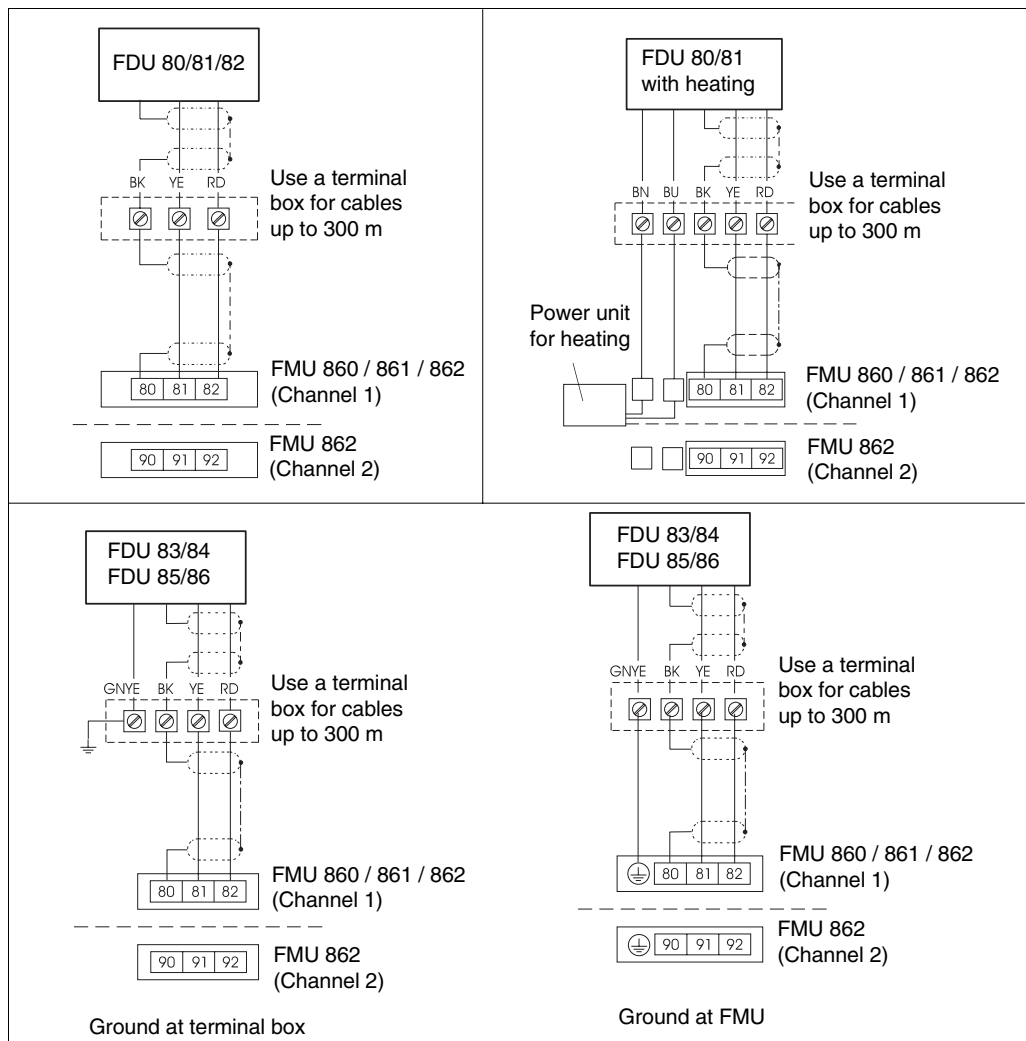 FDU 80/81/82
BK YE RD
Use a terminal
box for cables
up to 300 m
80 81 82
FMU 860 / 861 / 862
(Channel 1)
90 91 92
FMU 862
(Channel 2)
FDU 80/81
with heating
BN BU BK YE RD
Use a terminal
box for cables
up to 300 m
Power unit
for heating
80 81 82
FMU 860 / 861 / 862
(Channel 1)
90 91 92
FMU 862
(Channel 2)
FDU 83/84
FDU 85/86
GNYE BK YE RD
Use a terminal
box for cables
up to 300 m
80 81 82
FMU 860 / 861 / 862
(Channel 1)
90 91 92
FMU 862
(Channel 2)
Ground at terminal box
FDU 83/84
FDU 85/86
GNYE BK YE RD
Use a terminal
box for cables
up to 300 m
80 81 82
FMU 860 / 861 / 862
(Channel 1)
90 91 92
FMU 862
(Channel 2)
Ground at FMU